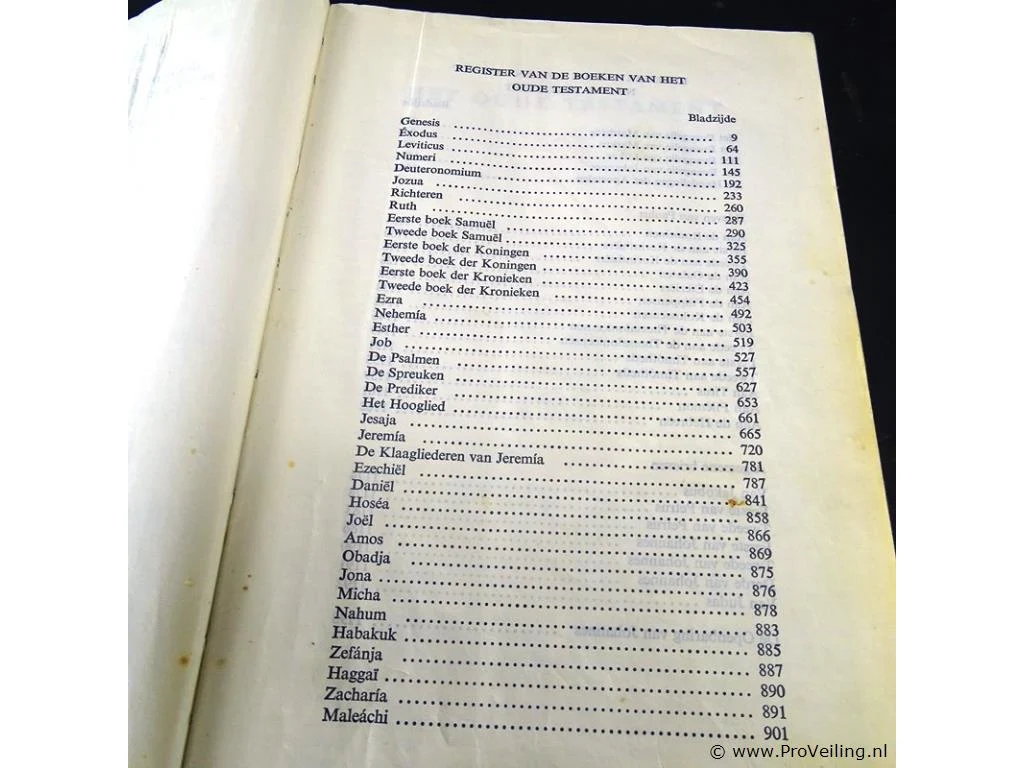 REGISTER VAN DE BOEKEN VAN HET
OUDE TESTAMENT
Bladzijde
Genesis 9
Éxodus 64
Leviticus 111
Numeri 145
Deuteronomium 192
Jozua 233
Richteren 260
Ruth 287
Eerste boek Samuël 290
Tweede boek Samuël 325
Eerste boek der Koningen 355
Tweede boek der Koningen 390
Eerste boek der Kronieken 423
Tweede boek der Kronieken 454
Ezra 492
Nehemía 503
Esther 519
Job 527
De Psalmen 557
De Spreuken 627
De Prediker 653
Het Hooglied 661
Jesaja 665
Jeremía 720
De Klaagliederen van Jeremía 781
Ezechiël 787
Daniël 841
Hoséa 858
Joël 866
Amos 869
Obadja 875
Jona 876
Micha 878
Nahum 883
Habakuk 885
Zefánja 887
Haggaï 890
Zacharía 891
Maleáchi 901
© www.ProVeiling.nl